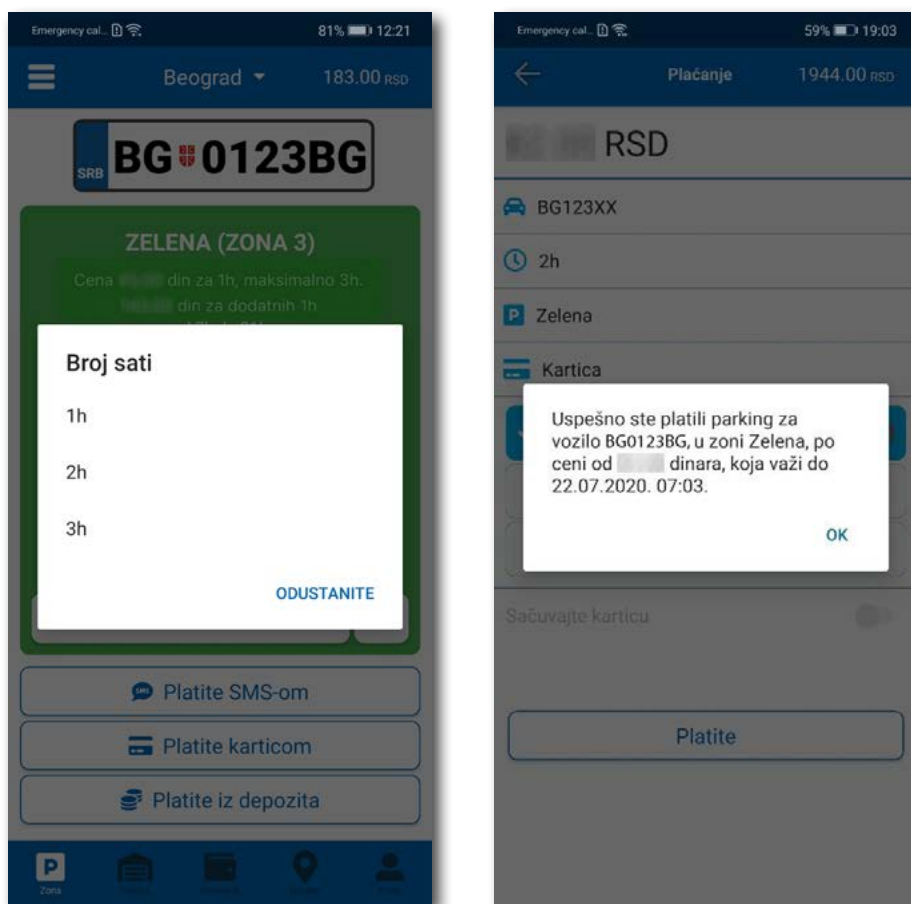 Emergency cal...
81% 12:21
Beograd
183.00 RSD
SRB BG 0123BG
ZELENA (ZONA 3)
Cena din za 1h, maksimalno 3h.
din za dodatnih 1h
Broj sati
1h
2h
3h
ODUSTANITE
Platite SMS-om
Platite karticom
Platite iz depozita
Zona
Emergency cal...
59% 19:03
Plaćanje
1944.00 RSD
RSD
BG123XX
2h
Zelena
Kartica
Uspešno ste platili parking za
vozilo BG0123BG, u zoni Zelena, po
ceni od dinara, koja važi do
22.07.2020. 07:03.
OK
Sačuvajte karticu
Platite